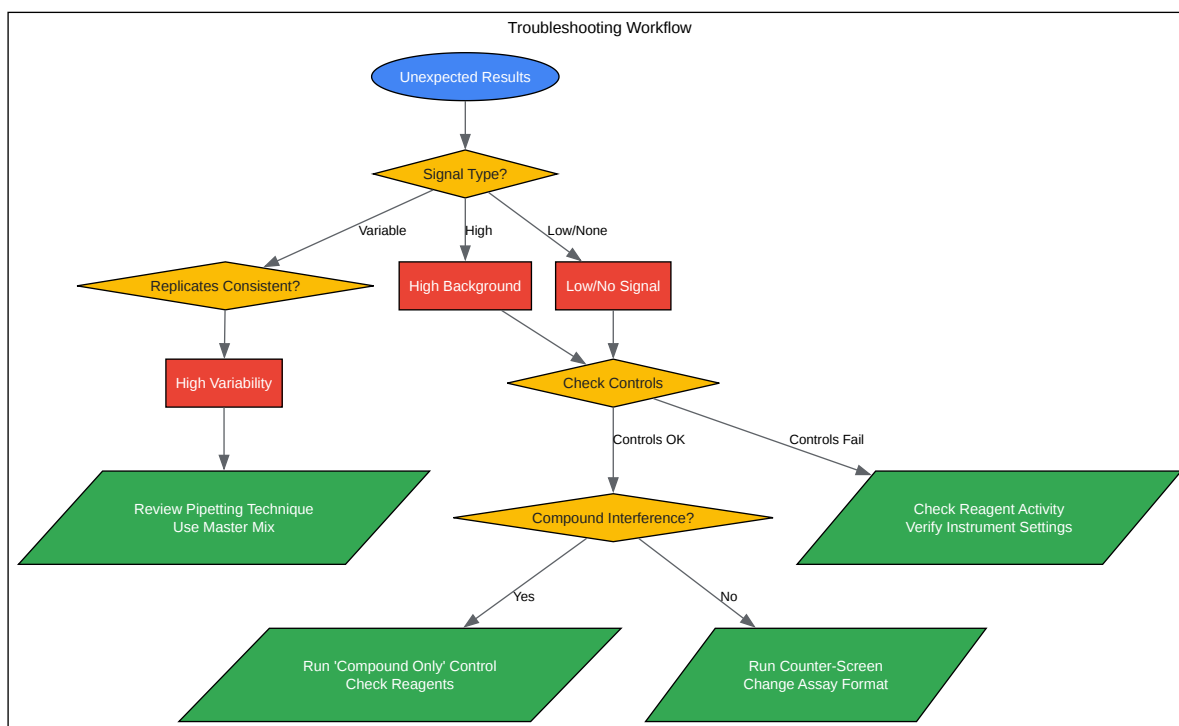 Troubleshooting Workflow
Unexpected Results
Signal Type?
Variable
High
Low/None
Replicates Consistent?
High Background
Low/No Signal
High Variability
Check Controls
Controls OK
Controls Fail
Review Pipetting Technique
Use Master Mix
Compound Interference?
Check Reagent Activity
Verify Instrument Settings
Yes
No
Run 'Compound Only' Control
Check Reagents
Run Counter-Screen
Change Assay Format